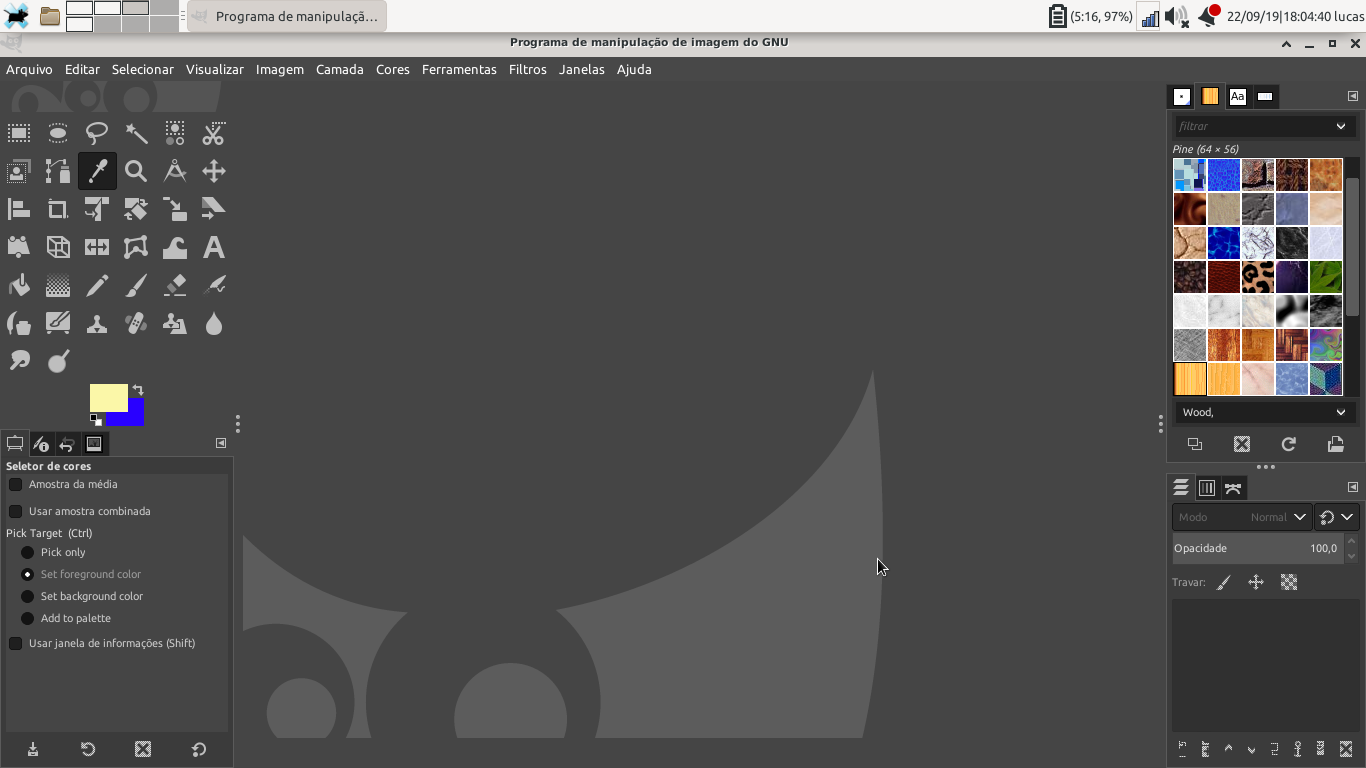 Programa de manipulaçã...
(5:16, 97%)
22/09/19|18:04:40 lucas
Programa de manipulação de imagem do GNU
Arquivo Editar Selecionar Visualizar Imagem Camada Cores Ferramentas Filtros Janelas Ajuda
Aa
filtrar
Pine (64 × 56)
Wood,
Seletor de cores
Amostra da média
Usar amostra combinada
Pick Target (Ctrl)
Pick only
Set foreground color
Set background color
Add to palette
Usar janela de informações (Shift)
Modo Normal
Opacidade 100,0
Travar: